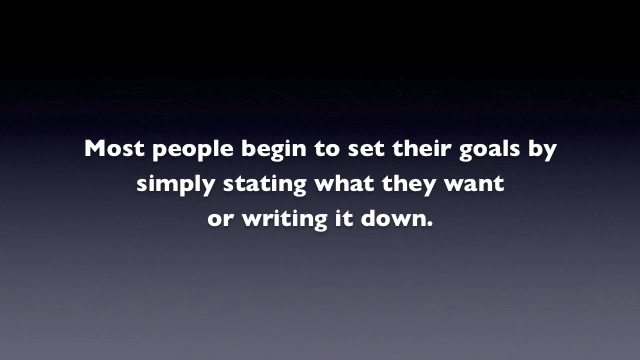 Most people begin to set their goals by
simply stating what they want
or writing it down.